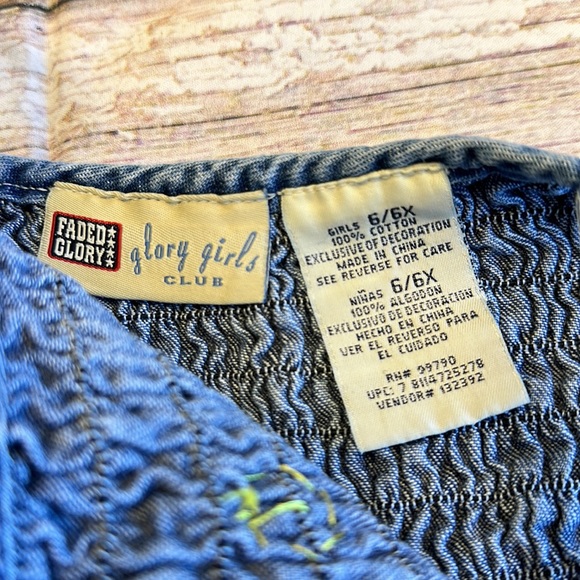 FADED
GLORY
glory girls
CLUB
GIRLS 6/6X
100% COTTON
EXCLUSIVE OF DECORATION
MADE IN CHINA
SEE REVERSE FOR CARE
NIÑAS 6/6X
100% ALGODON
EXCLUSIVO DE DECORACION
HECHO EN CHINA
VER EL REVERSO PARA
EL CUIDADO
RN# 99790
UPC: 7 8114725278
VENDOR# 132392